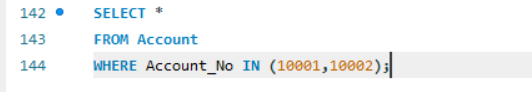 142 SELECT *
143 FROM Account
144 WHERE Account_No IN (10001,10002);